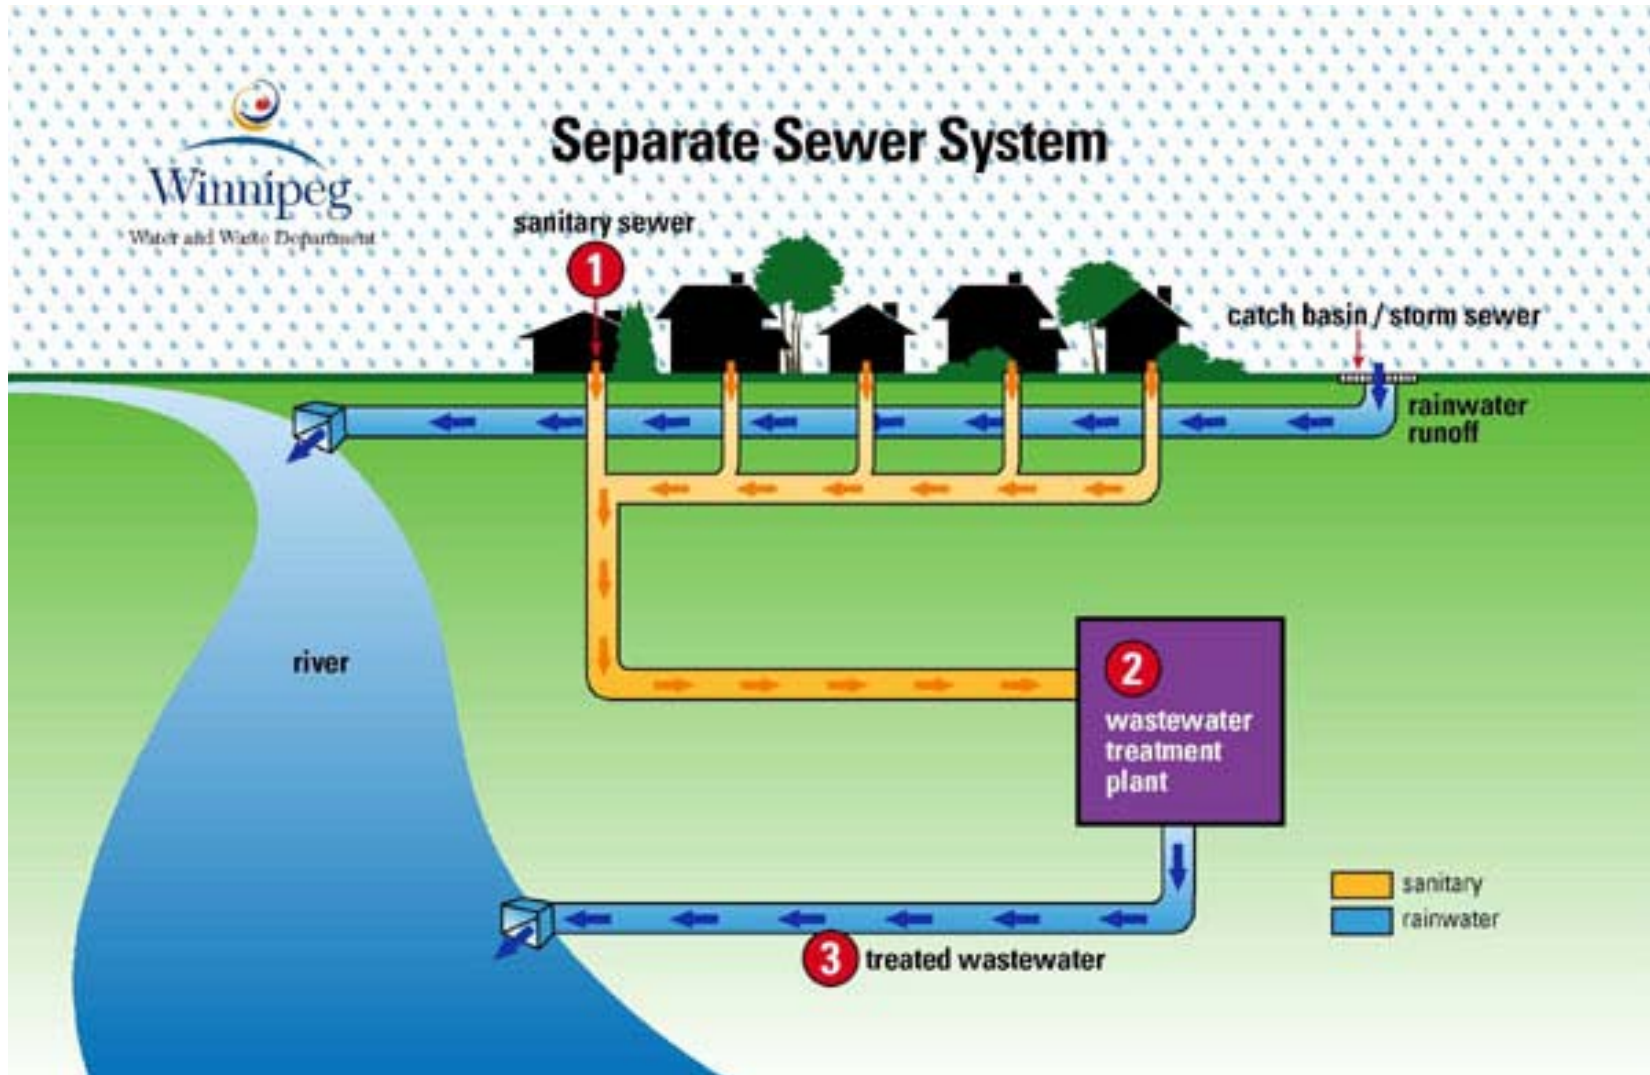 Separate Sewer System
Winnipeg
Water and Waste Department
sanitary sewer
1
catch basin / storm sewer
rainwater
runoff
river
2
wastewater
treatment
plant
sanitary
rainwater
3 treated wastewater